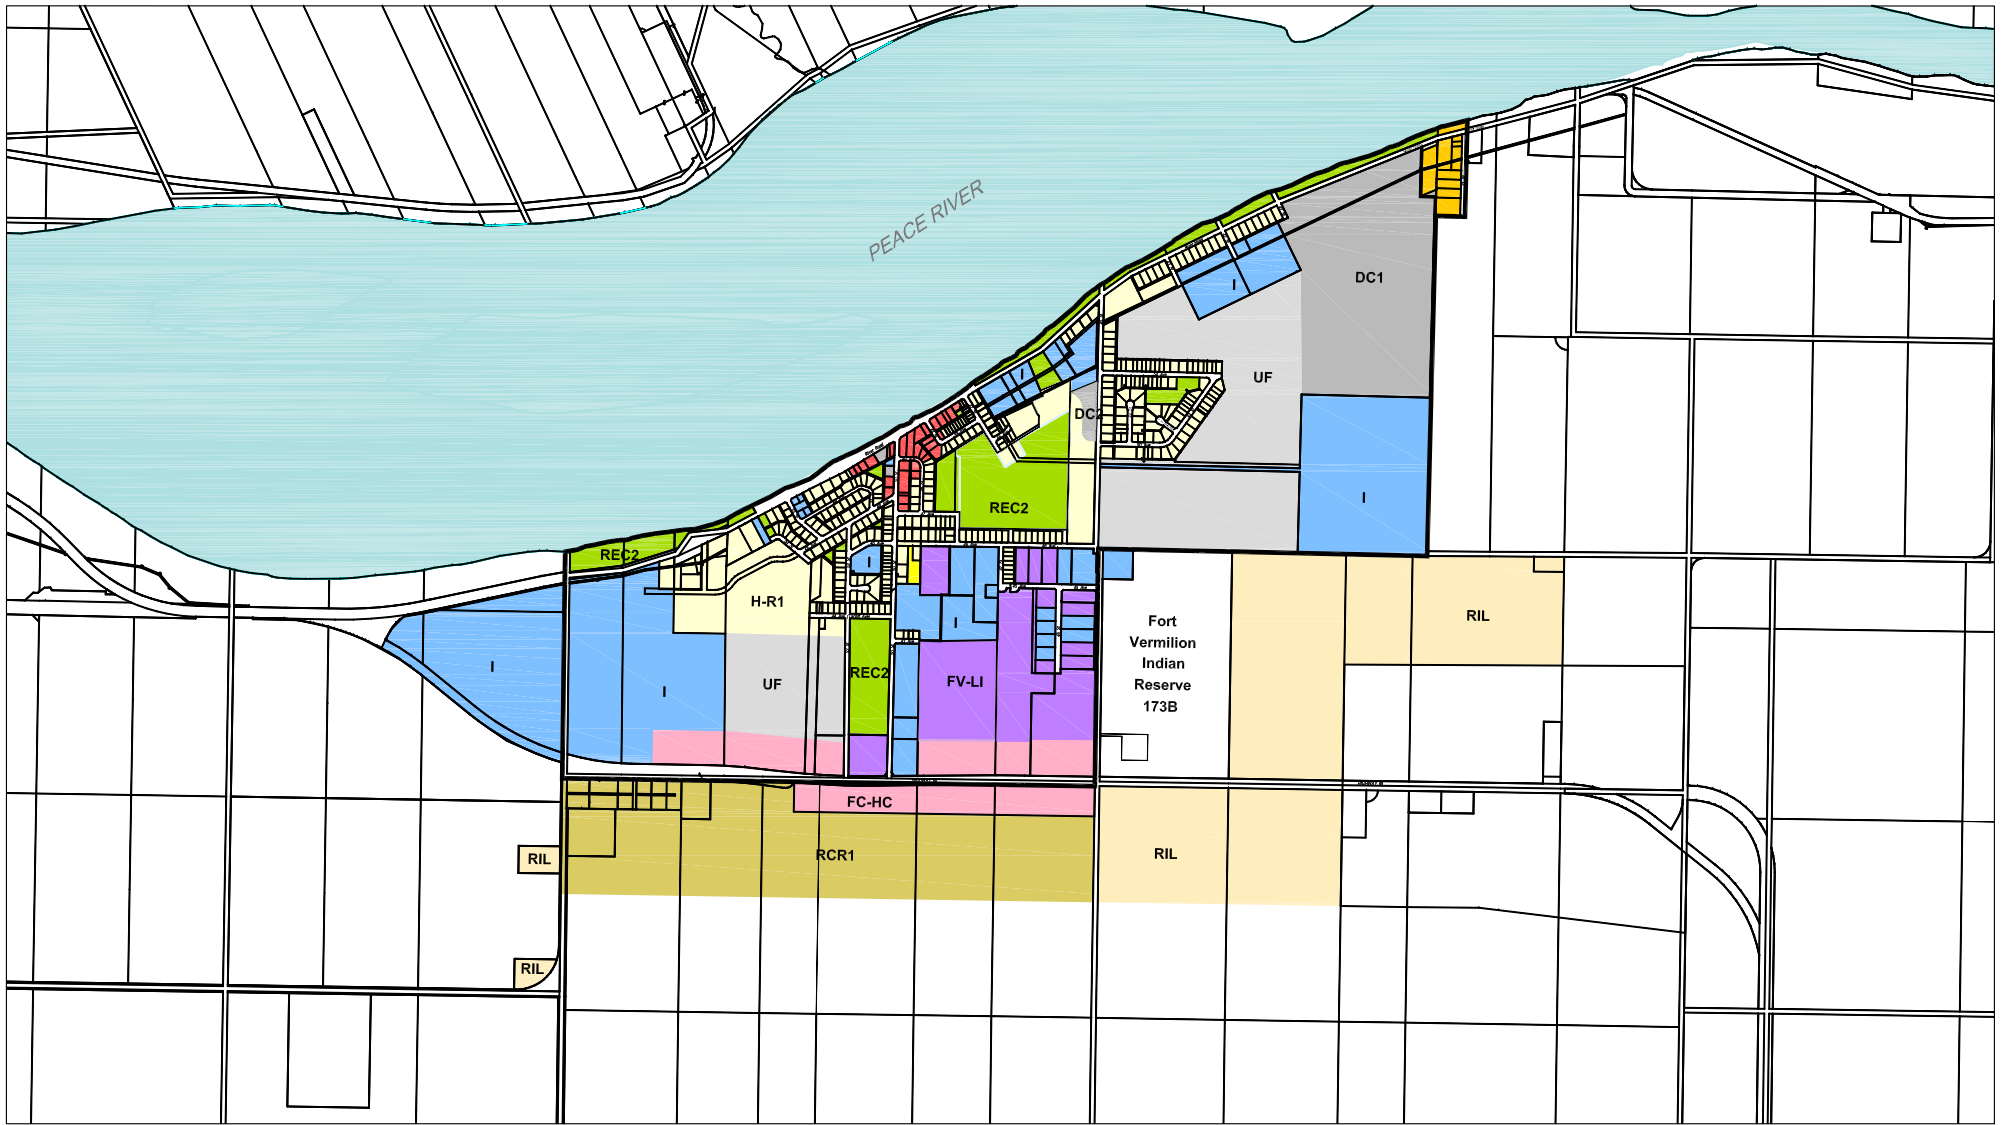 PEACE RIVER
DC1
I
UF
I
DC2
I
REC2
REC2
I
H-R1
I
I
I
UF
REC2
FV-LI
Fort
Vermilion
Indian
Reserve
173B
RIL
FC-HC
RCR1
RIL
RIL
RIL